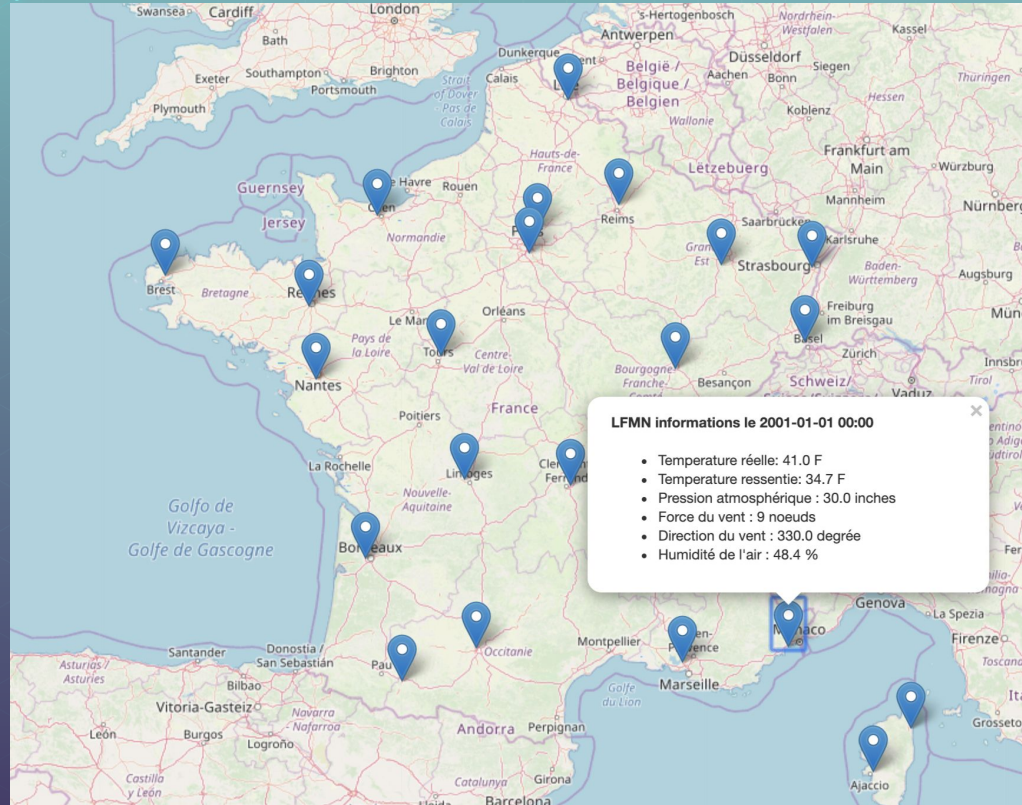 Swansea
Cardiff
London
Bath
Exeter
Southampton
Brighton
Portsmouth
Plymouth
Strait
of Dover
Pas de
Calais
's-Hertogenbosch
Antwerpen
Nordrhein-
Westfalen
Kassel
Dunkerque
Calais
Düsseldorf
Siegen
België /
Belgique /
Belgien
Aachen
Bonn
Thüringen
Hessen
Koblenz
Wallonie
Frankfurt am
Main
Würzburg
Hauts-de-
France
Lëtzebuerg
Mannheim
Nürnberg
Guernsey
Jersey
Havre
Rouen
Normandie
Reims
Saarbrücken
Karlsruhe
Grand
Est
Strasbourg
Baden-
Württemberg
Augsburg
Brest
Bretagne
Rennes
Le Mans
Orléans
Freiburg
im Breisgau
Pays de
la Loire
Tours
Centre-
Val de Loire
Basel
Zürich
Nantes
Bourgogne-
Franche-
Comté
Besançon
Schweiz/
Vaduz
Tirol
Poitiers
France
La Rochelle
Limoges
Nouvelle-
Aquitaine
Golfo de
Vizcaya -
Golfe de Gascogne
Bordeaux
LFMN informations le 2001-01-01 00:00
Temperature réelle: 41.0 F
Temperature ressentie: 34.7 F
Pression atmosphérique : 30.0 inches
Force du vent : 9 noeuds
Direction du vent : 330.0 degrée
Humidité de l'air : 48.4 %
Genova
La Spezia
Monaco
Firenze
Toscana
Montpellier
Marseille
Golfe
du Lion
Occitanie
Pau
Santander
Donostia /
San Sebastián
Asturias /
Asturies
Bilbao
Vitoria-Gasteiz
León
Burgos
Logroño
Navarra
- Nafarroa
Andorra
Perpignan
Grosseto
Castilla
y León
Catalunya
Girona
Barcelona
Ajaccio